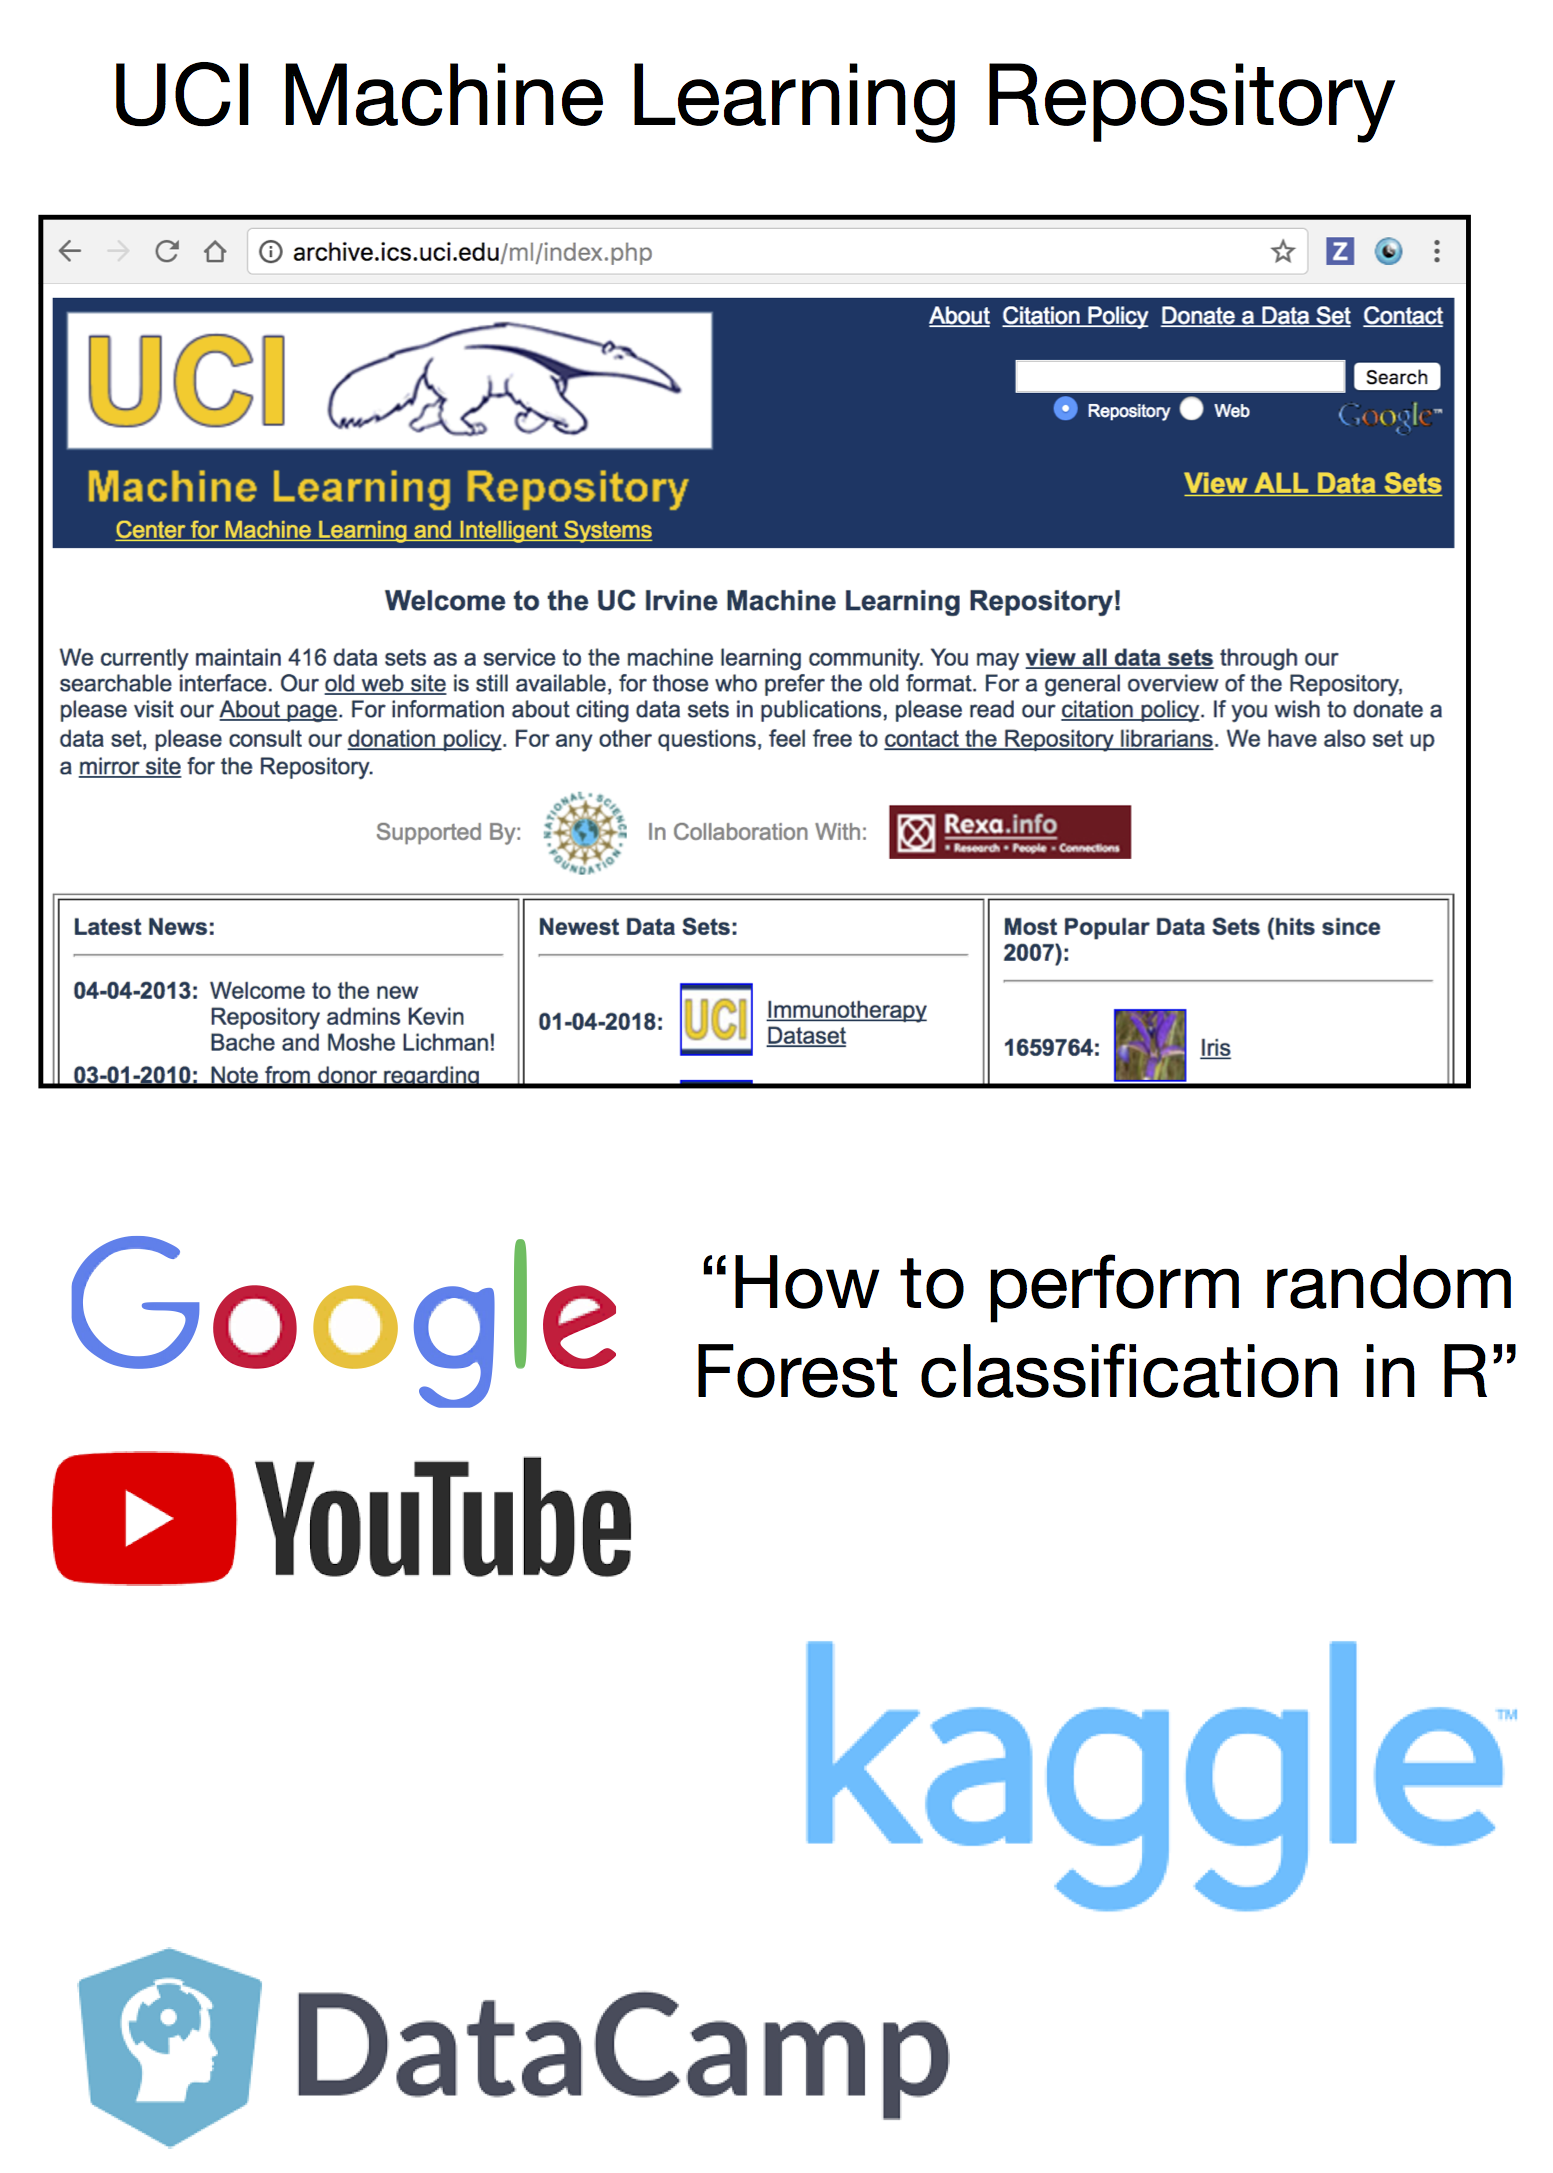 UCI Machine Learning Repository
archive.ics.uci.edu/ml/index.php
Z
About Citation Policy Donate a Data Set Contact
UCI
Search
Repository Web
Google™
Machine Learning Repository
View ALL Data Sets
Center for Machine Learning and Intelligent Systems
Welcome to the UC Irvine Machine Learning Repository!
We currently maintain 416 data sets as a service to the machine learning community. You may view all data sets through our
searchable interface. Our old web site is still available, for those who prefer the old format. For a general overview of the Repository,
please visit our About page. For information about citing data sets in publications, please read our citation policy. If you wish to donate a
data set, please consult our donation policy. For any other questions, feel free to contact the Repository librarians. We have also set up
a mirror site for the Repository.
Supported By:
NATIONAL SCIENCE FOUNDATION
In Collaboration With:
Rexa.info
Research • People • Connections
Latest News:
04-04-2013: Welcome to the new
Repository admins Kevin
Bache and Moshe Lichman!
03-01-2010: Note from donor regarding
Newest Data Sets:
01-04-2018:
UCI
Immunotherapy
Dataset
Most Popular Data Sets (hits since
2007):
1659764:
Iris
Google
“How to perform random
Forest classification in R”
YouTube
kaggle™
DataCamp